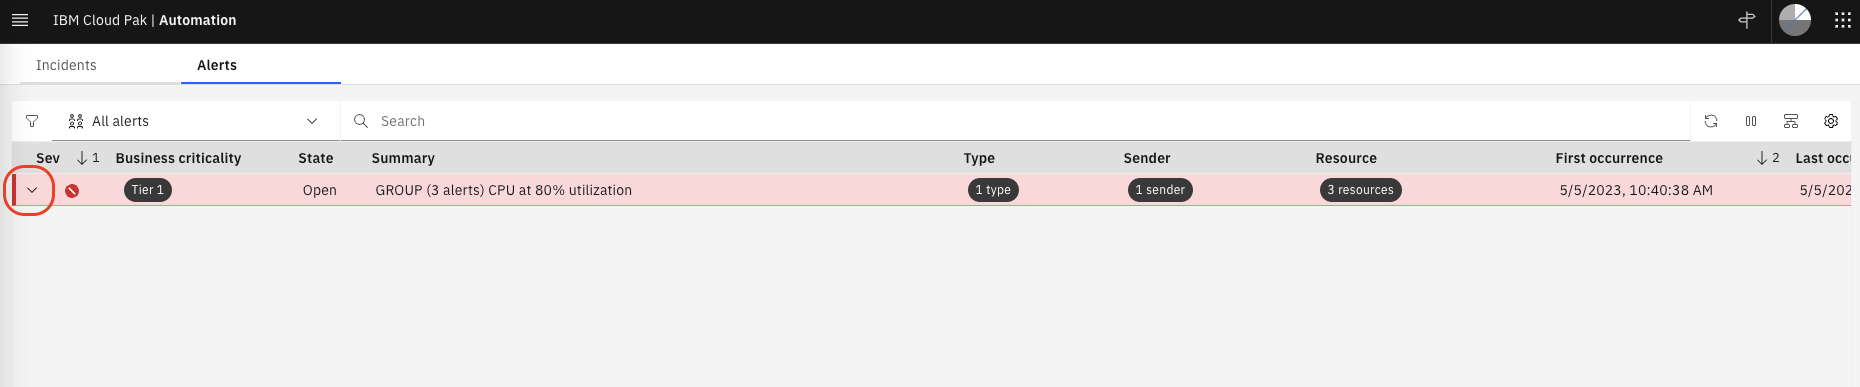 IBM Cloud Pak | Automation
Incidents Alerts
All alerts Search
Sev 1 Business criticality State Summary Type Sender Resource First occurrence 2 Last occ
Tier 1 Open GROUP (3 alerts) CPU at 80% utilization 1 type 1 sender 3 resources 5/5/2023, 10:40:38 AM 5/5/202